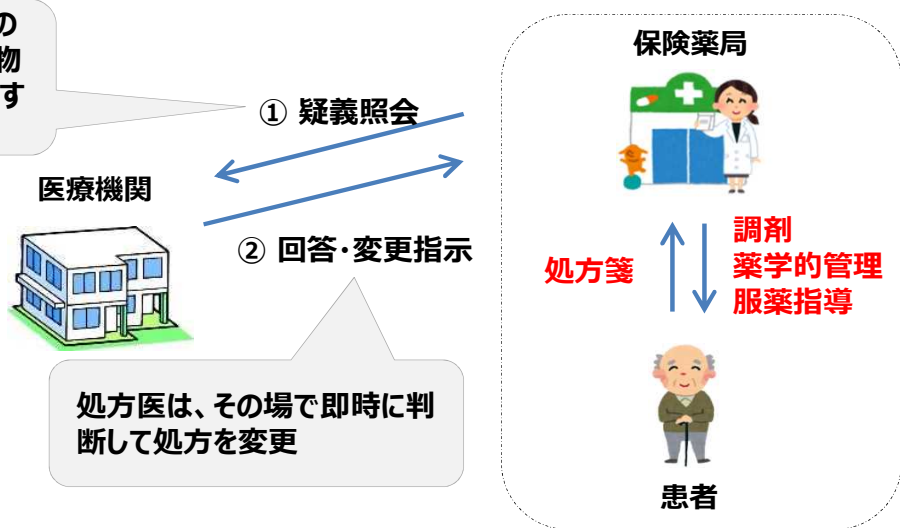 の
物
す
① 疑義照会
保険薬局
医療機関
② 回答・変更指示
処方箋
調剤
薬学的管理
服薬指導
処方医は、その場で即時に判
断して処方を変更
患者